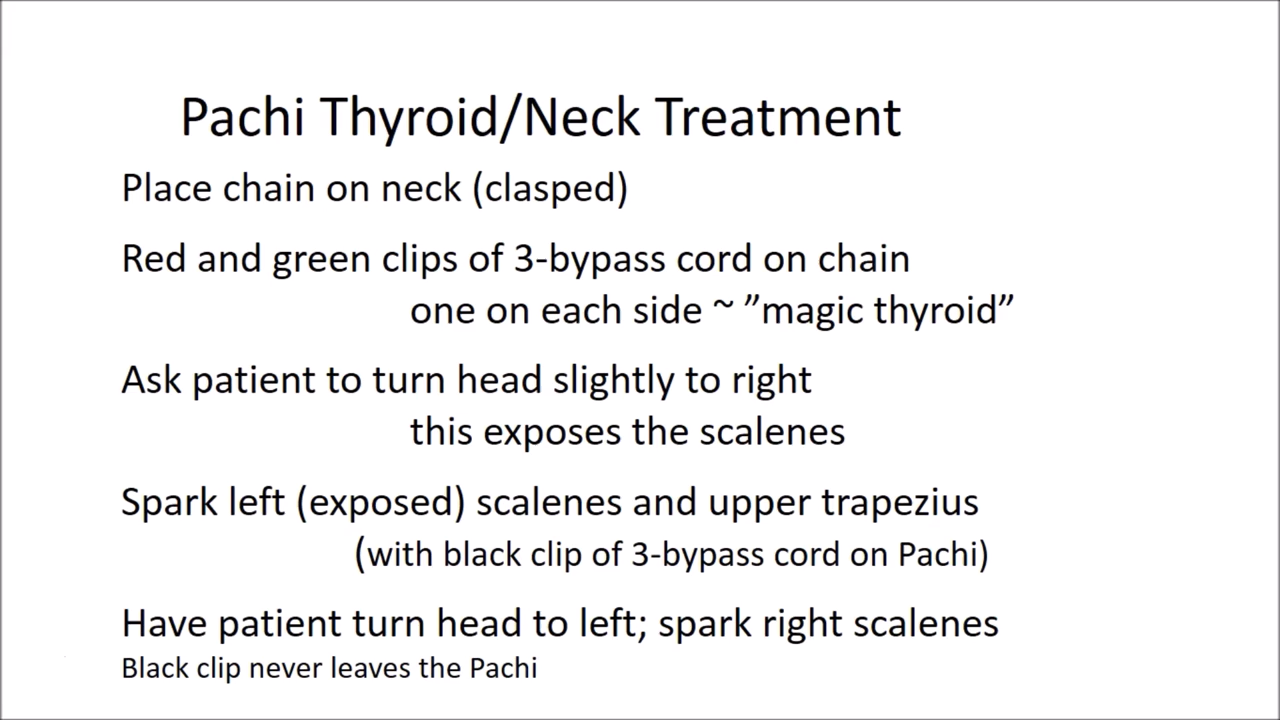 Pachi Thyroid/Neck Treatment
Place chain on neck (clasped)
Red and green clips of 3-bypass cord on chain
one on each side ~ ”magic thyroid”
Ask patient to turn head slightly to right
this exposes the scalenes
Spark left (exposed) scalenes and upper trapezius
(with black clip of 3-bypass cord on Pachi)
Have patient turn head to left; spark right scalenes
Black clip never leaves the Pachi